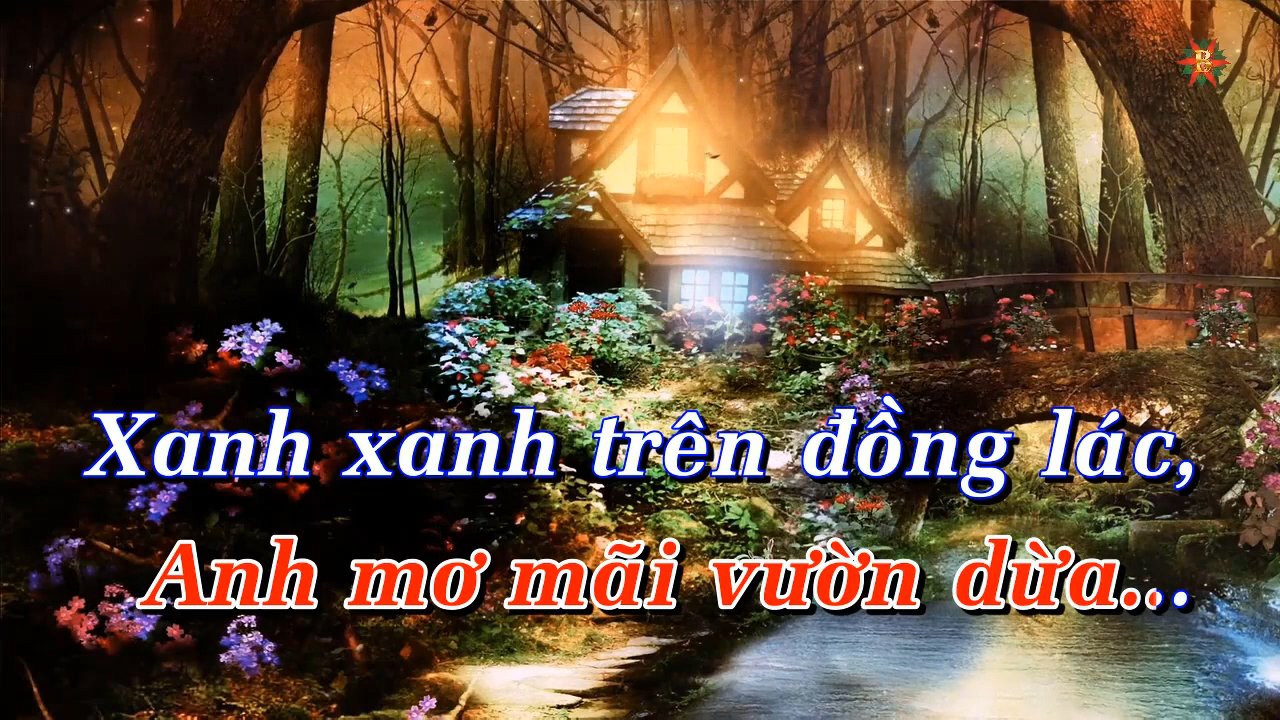 Xanh xanh trên đồng lác,
Anh mơ mãi vườn dừa...